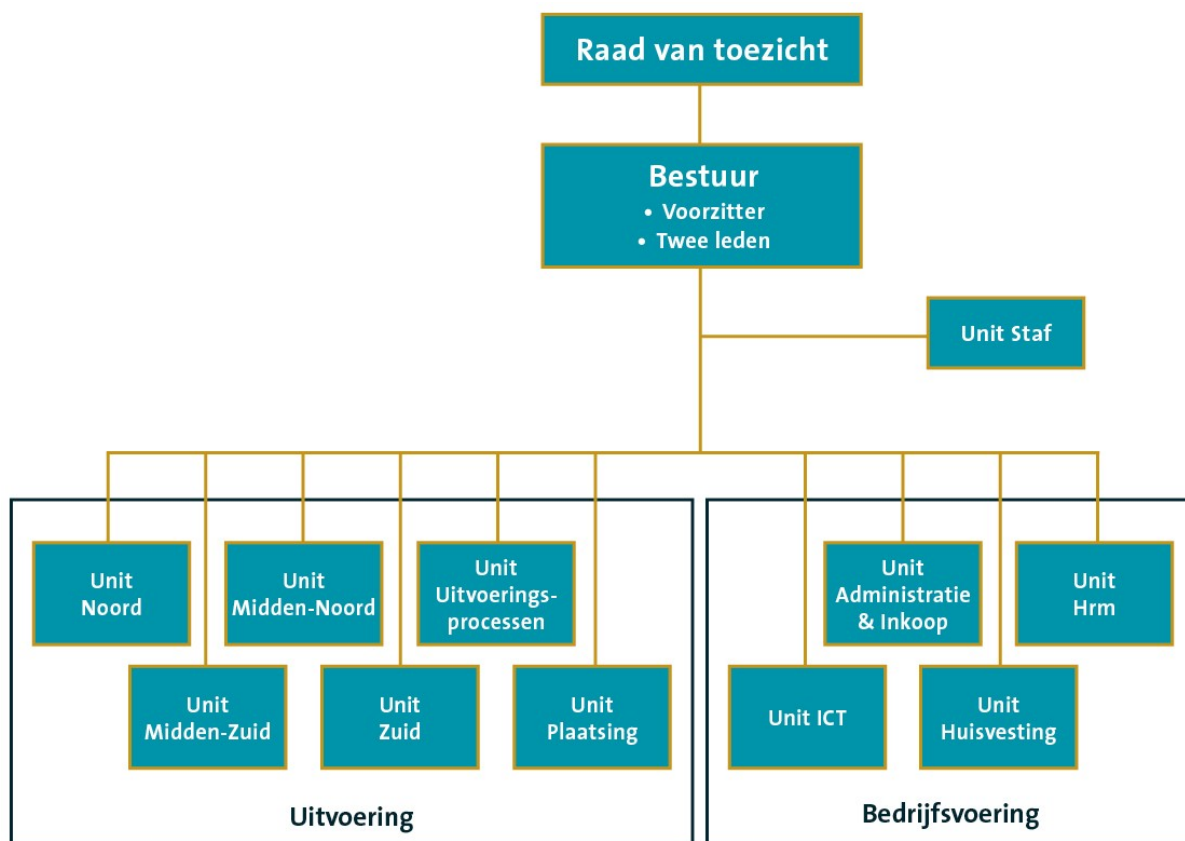 Raad van toezicht
Bestuur
• Voorzitter
• Twee leden
Unit Staf
Unit
Noord
Unit
Midden-Noord
Unit
Uitvoerings-
processen
Unit
Midden-Zuid
Unit
Zuid
Unit
Plaatsing
Uitvoering
Unit
Administratie
& Inkoop
Unit
Hrm
Unit ICT
Unit
Huisvesting
Bedrijfsvoering